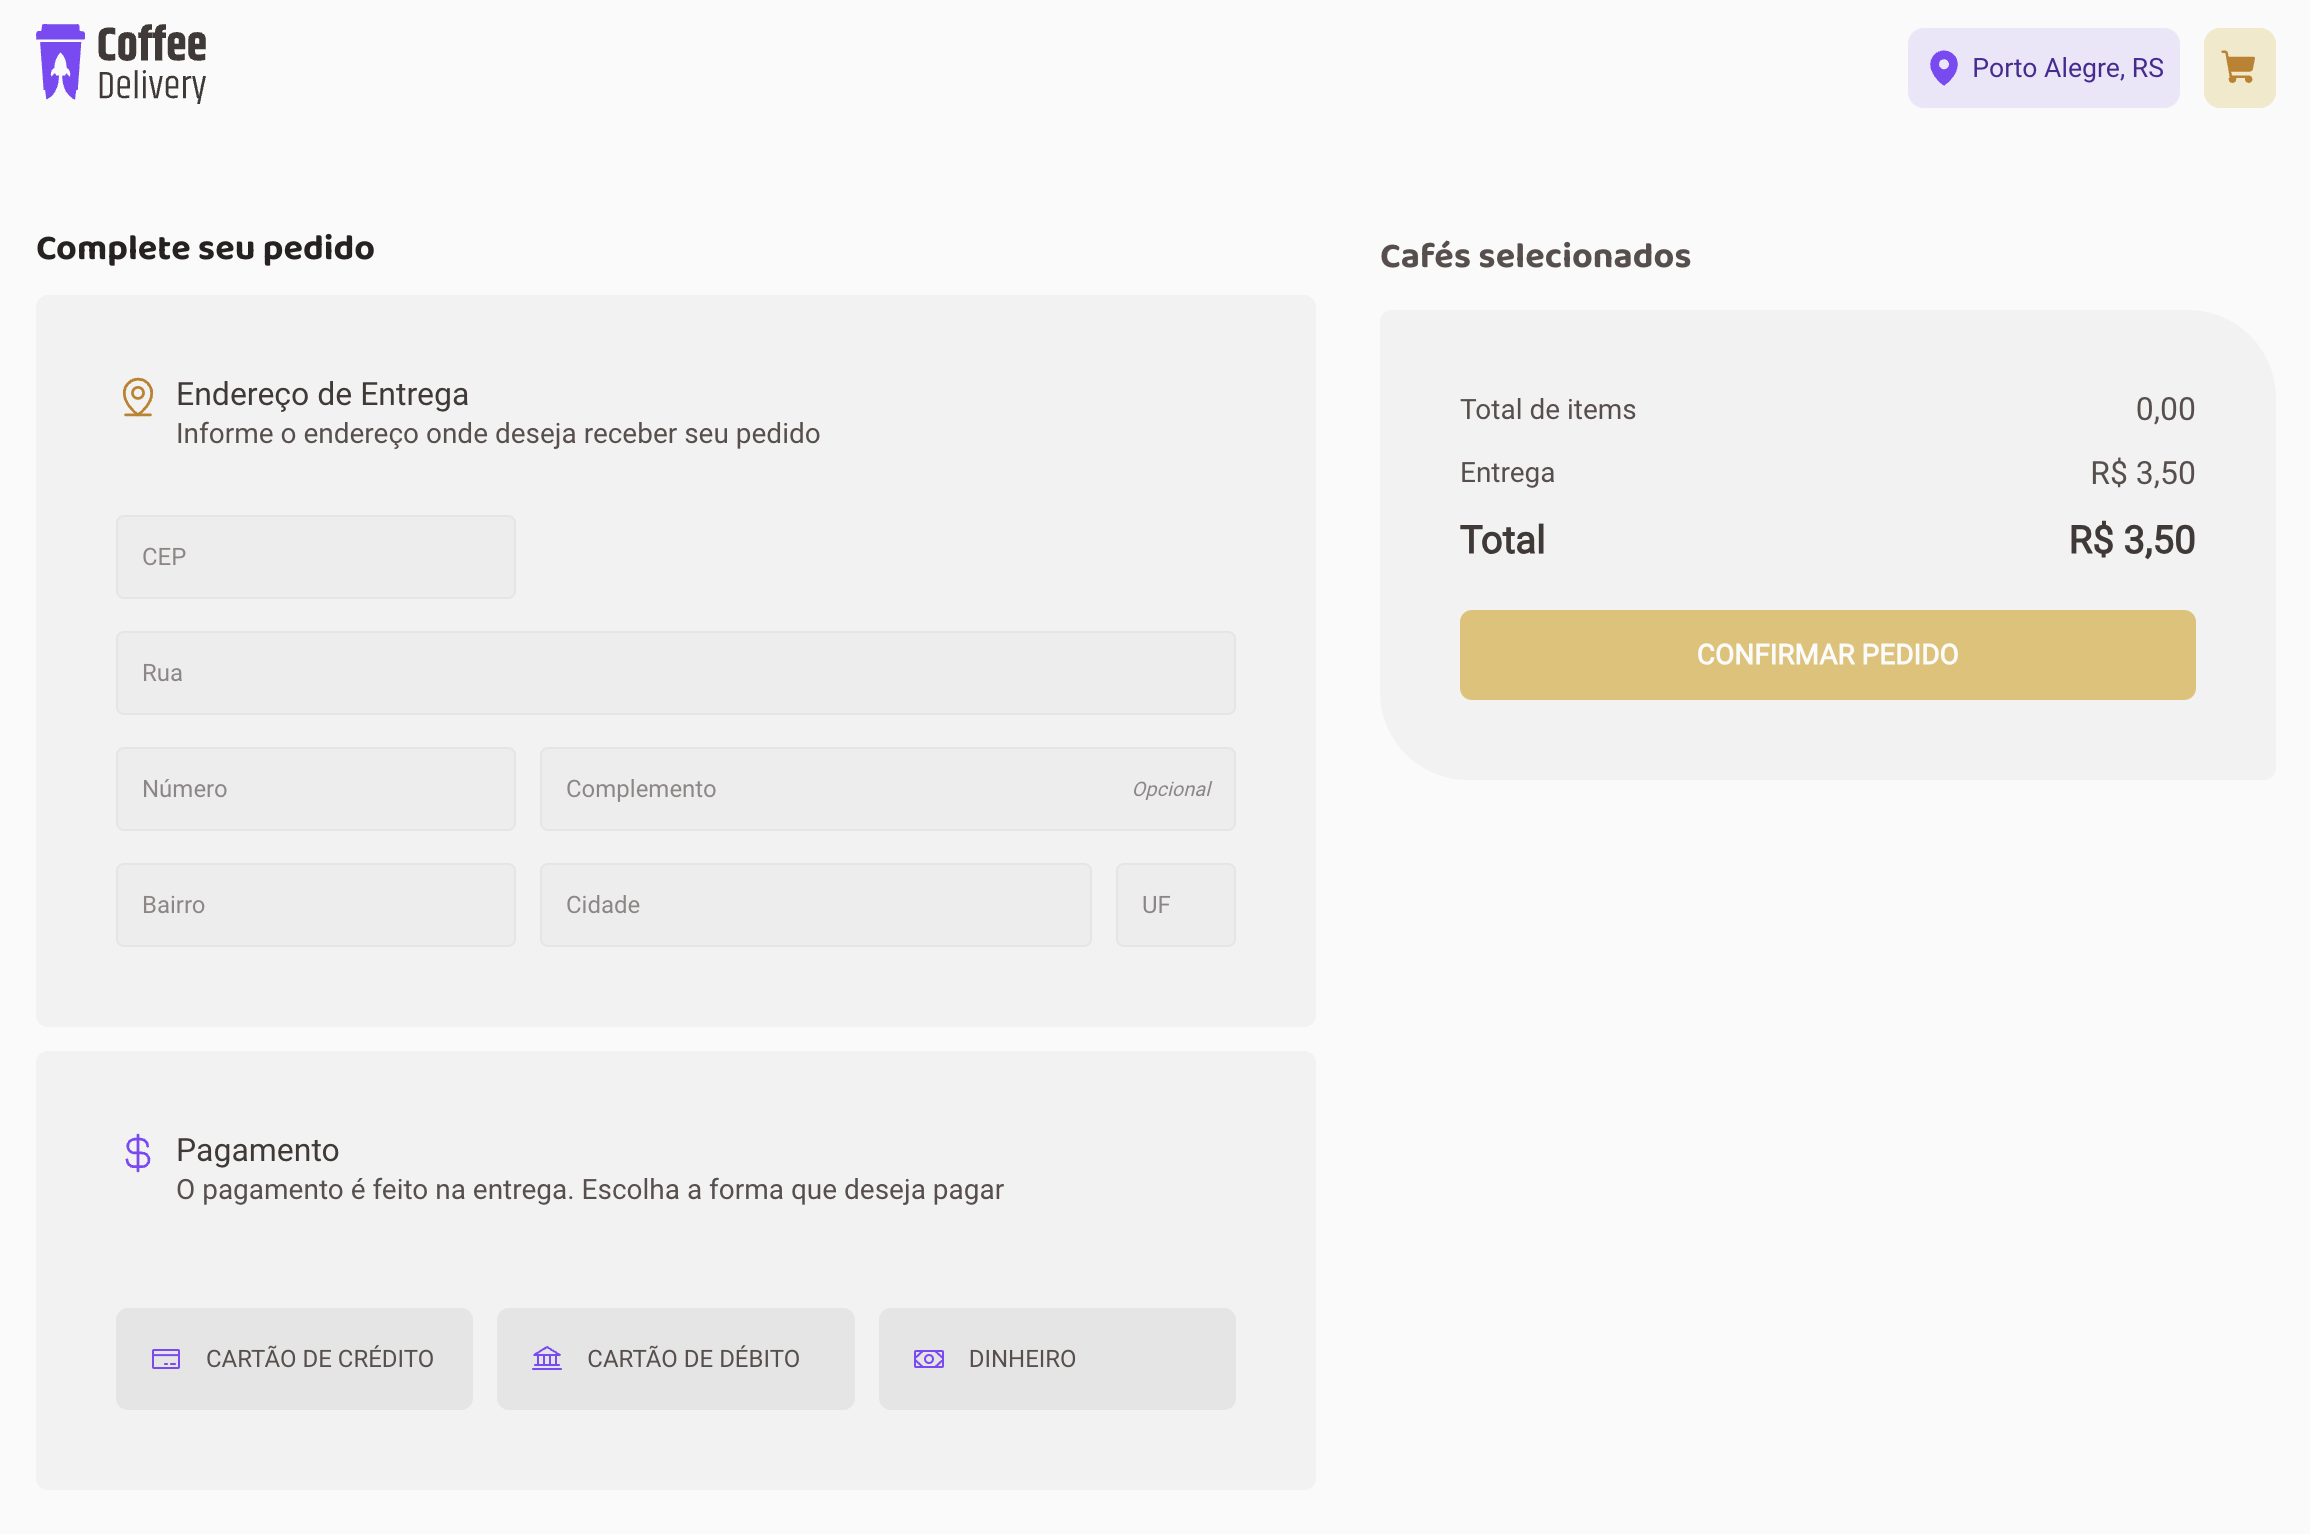 Coffee
Delivery
Porto Alegre, RS
Complete seu pedido
Endereço de Entrega
Informe o endereço onde deseja receber seu pedido
CEP
Rua
Número
Complemento
Opcional
Bairro
Cidade
UF
Pagamento
O pagamento é feito na entrega. Escolha a forma que deseja pagar
CARTÃO DE CRÉDITO
CARTÃO DE DÉBITO
DINHEIRO
Cafés selecionados
Total de items 0,00
Entrega R$ 3,50
Total R$ 3,50
CONFIRMAR PEDIDO